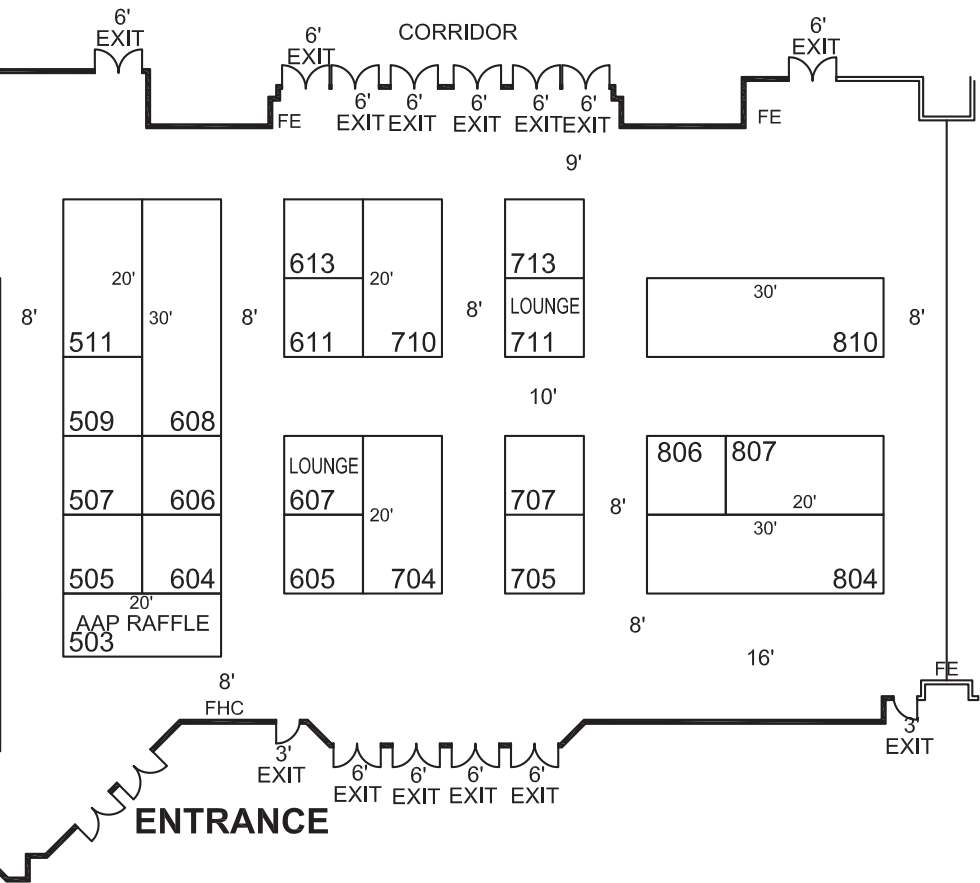 6'
EXIT
6'
EXIT
CORRIDOR
6'
EXIT
6' 6' 6' 6' 6'
EXIT EXIT EXIT EXIT EXIT
FE
FE
9'
613
713
20'
20'
30'
8'
30'
8'
8'
8'
LOUNGE
8'
511
611
710
711
810
10'
509
608
806
807
LOUNGE
507
606
607
707
20'
8'
20'
30'
505
604
605
704
705
804
20'
AAP RAFFLE
503
8'
16'
8'
FHC
FE
3'
EXIT
3'
EXIT
6' 6' 6' 6'
EXIT EXIT EXIT EXIT
ENTRANCE